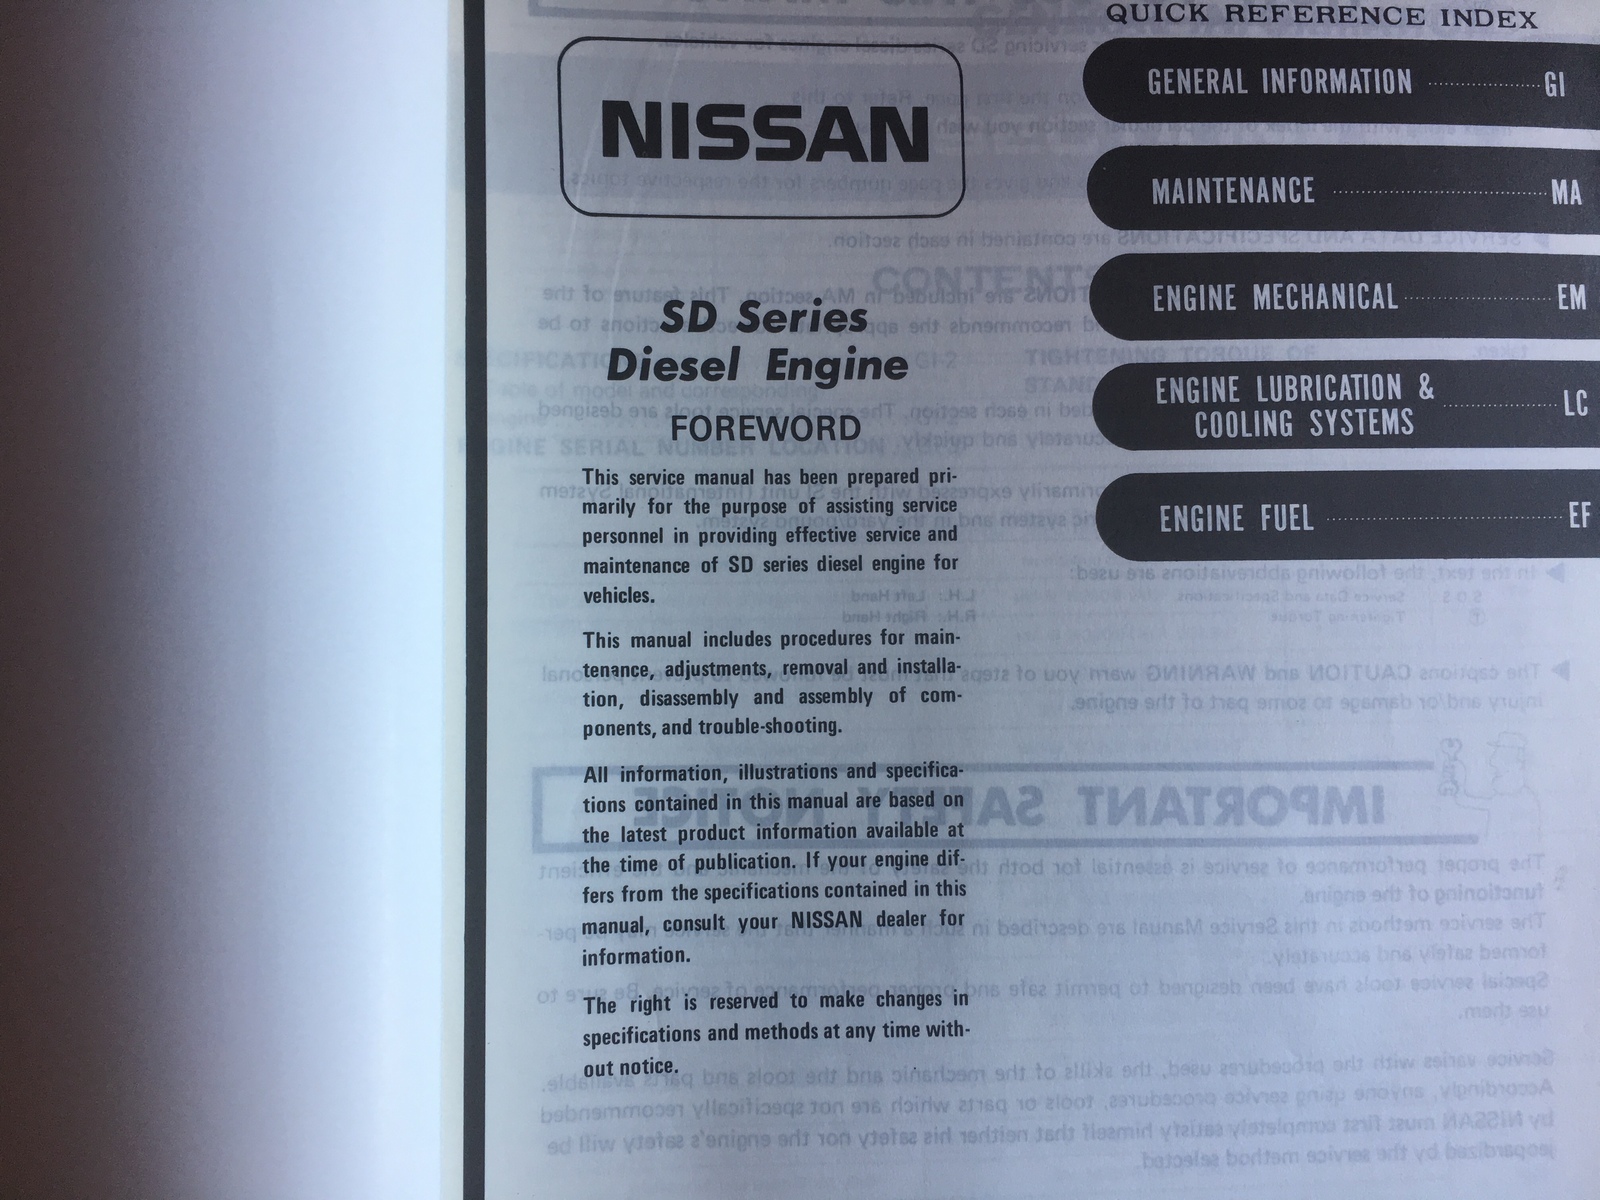 NISSAN
SD Series
Diesel Engine
FOREWORD
This service manual has been prepared pri-
marily for the purpose of assisting service
personnel in providing effective service and
maintenance of SD series diesel engine for
vehicles.
This manual includes procedures for main-
tenance, adjustments, removal and installa-
tion, disassembly and assembly of com-
ponents, and trouble-shooting.
All information, illustrations and specifica-
tions contained in this manual are based on
the latest product information available at
the time of publication. If your engine dif-
fers from the specifications contained in this
manual, consult your NISSAN dealer for
information.
The right is reserved to make changes in
specifications and methods at any time with-
out notice.
QUICK REFERENCE INDEX
GENERAL INFORMATION ........................ GI
MAINTENANCE ........................ MA
ENGINE MECHANICAL ........................ EM
ENGINE LUBRICATION &
COOLING SYSTEMS ........................ LC
ENGINE FUEL ........................ EF